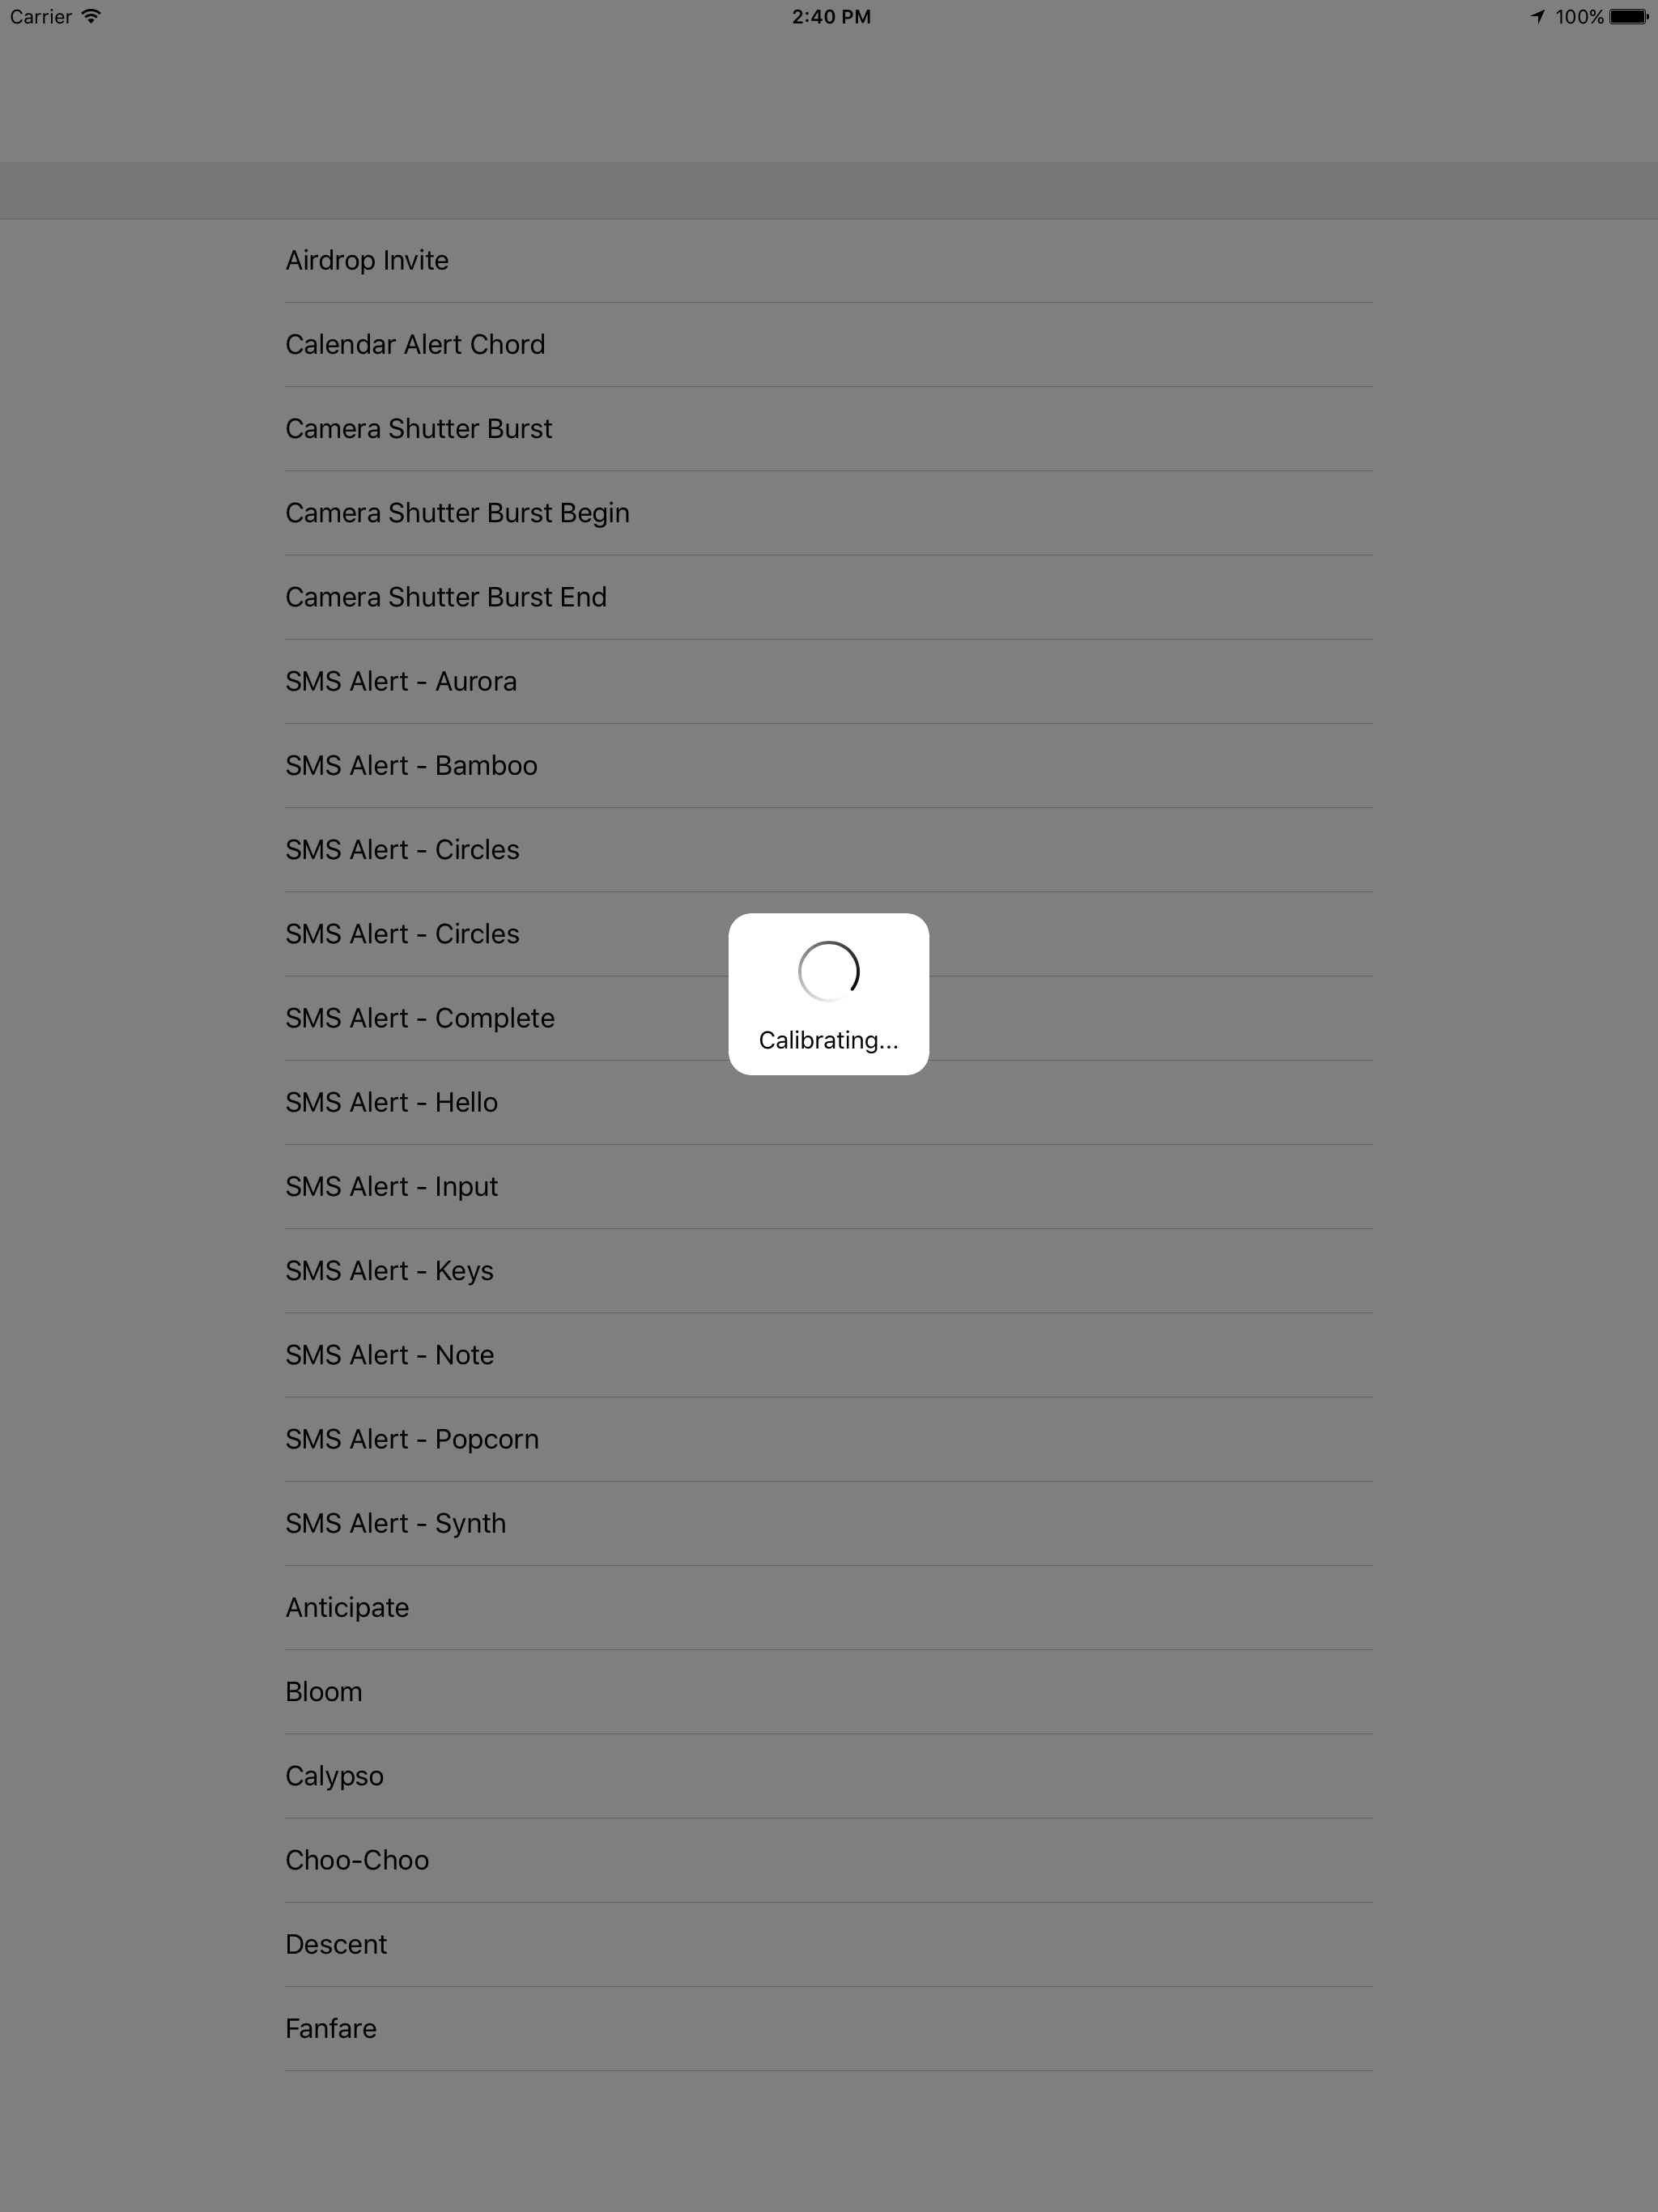 Carrier 2:40 PM 100%
Airdrop Invite
Calendar Alert Chord
Camera Shutter Burst
Camera Shutter Burst Begin
Camera Shutter Burst End
SMS Alert - Aurora
SMS Alert - Bamboo
SMS Alert - Circles
SMS Alert - Circles
SMS Alert - Complete
Calibrating...
SMS Alert - Hello
SMS Alert - Input
SMS Alert - Keys
SMS Alert - Note
SMS Alert - Popcorn
SMS Alert - Synth
Anticipate
Bloom
Calypso
Choo-Choo
Descent
Fanfare